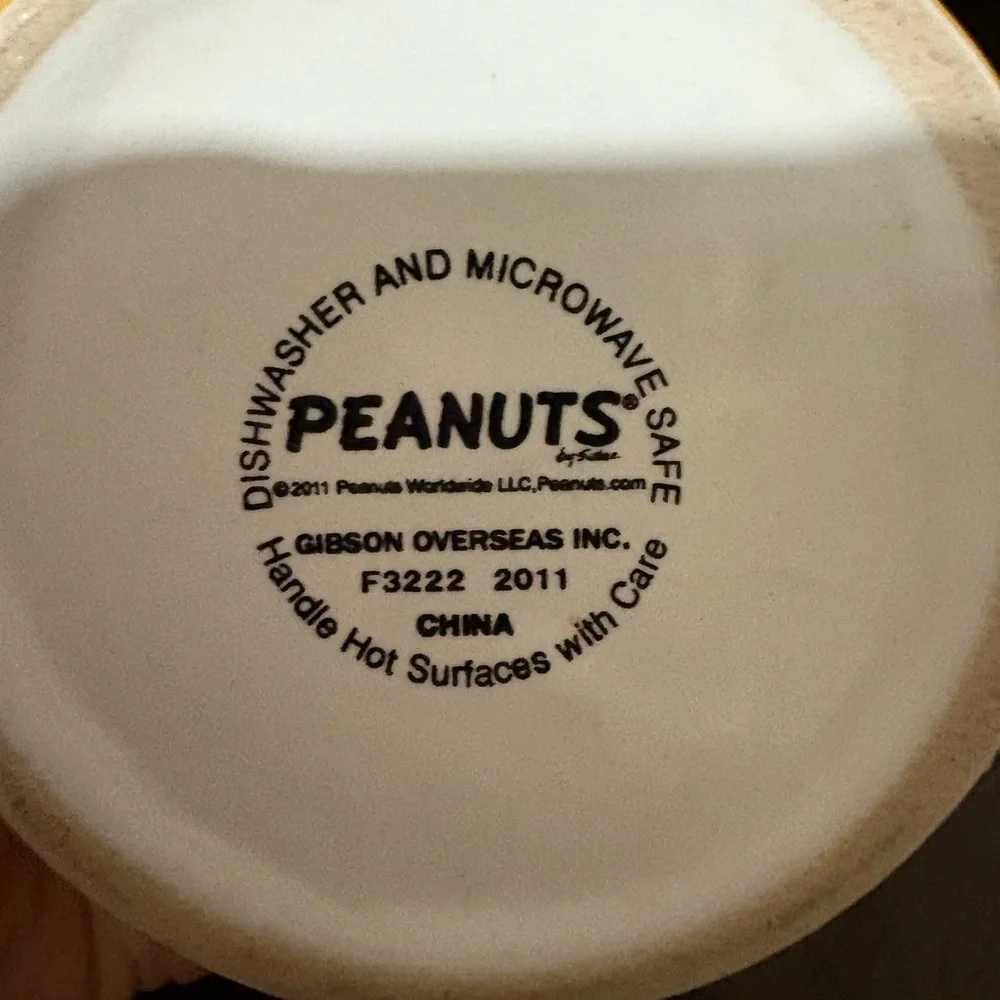 DISHWASHER AND MICROWAVE SAFE
PEANUTS®
©2011 Peanuts Worldwide LLC, Peanuts.com
GIBSON OVERSEAS INC.
F3222 2011
CHINA
Handle Hot Surfaces with Care